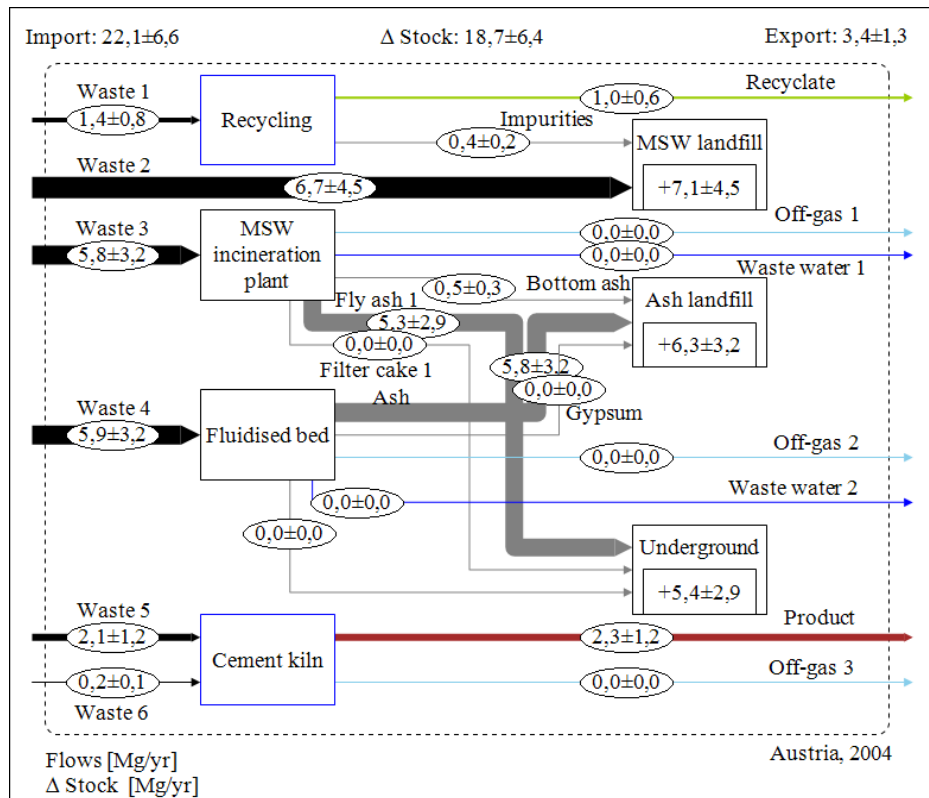 Import: 22,1±6,6
Δ Stock: 18,7±6,4
Export: 3,4±1,3
Waste 1
1,4±0,8
Recycling
Recyclate
1,0±0,6
Impurities
0,4±0,2
MSW landfill
+7,1±4,5
Waste 2
6,7±4,5
Waste 3
5,8±3,2
MSW
incineration
plant
Off-gas 1
0,0±0,0
0,0±0,0
Waste water 1
0,5±0,3
Bottom ash
Ash landfill
+6,3±3,2
Fly ash 1
5,3±2,9
0,0±0,0
Filter cake 1
5,8±3,2
0,0±0,0
Ash
Gypsum
Waste 4
5,9±3,2
Fluidised bed
Off-gas 2
0,0±0,0
Waste water 2
0,0±0,0
0,0±0,0
Underground
+5,4±2,9
Waste 5
2,1±1,2
Cement kiln
Product
2,3±1,2
0,2±0,1
Waste 6
Off-gas 3
0,0±0,0
Flows [Mg/yr]
Δ Stock [Mg/yr]
Austria, 2004